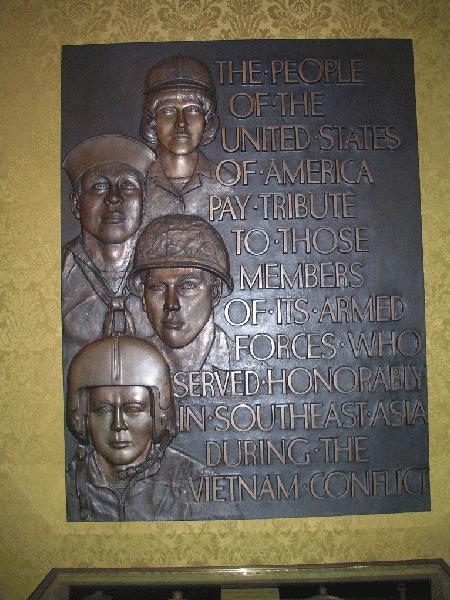 THE·PEOPLE
OF·THE
UNITED·STATES
OF·AMERICA
PAY·TRIBUTE
TO·THOSE
MEMBERS
OF·ITS·ARMED
FORCES·WHO
SERVED·HONORABLY
IN·SOUTHEAST·ASIA
DURING·THE
VIETNAM·CONFLICT